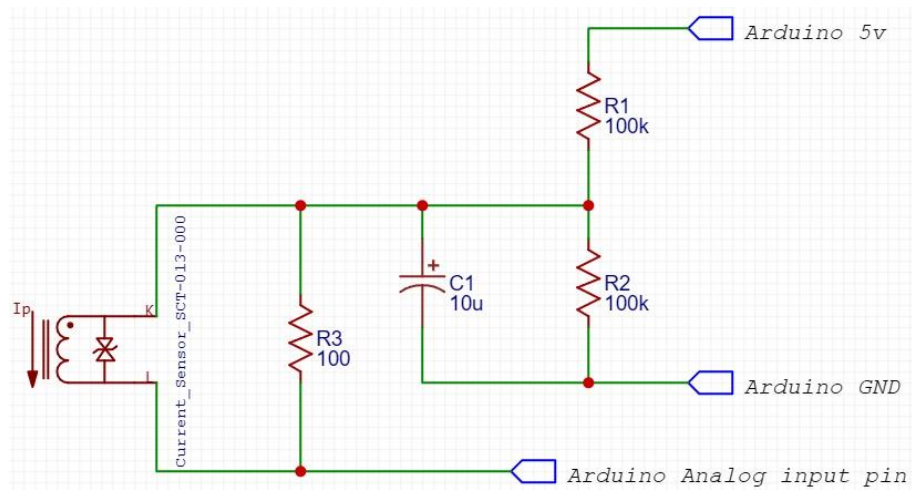 Arduino 5v
R1
100k
Current_Sensor_SCT-013-000
K
Ip
L
R3
100
C1
10u
R2
100k
Arduino GND
Arduino Analog input pin